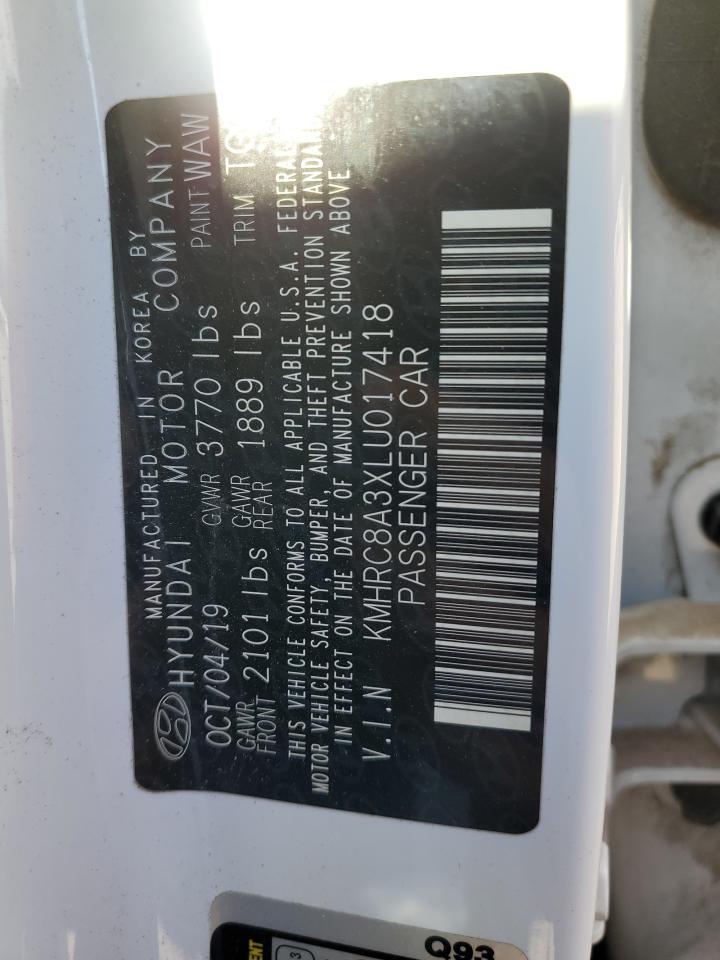 MANUFACTURED IN KOREA BY
HYUNDAI MOTOR COMPANY
OCT/04/19 GVWR 3770 lbs PAINT WAW
GAWR FRONT 2101 lbs GAWR REAR 1889 lbs TRIM
THIS VEHICLE CONFORMS TO ALL APPLICABLE U.S.A. FEDERAL
MOTOR VEHICLE SAFETY, BUMPER, AND THEFT PREVENTION
IN EFFECT ON THE DATE OF MANUFACTURE SHOWN ABOVE
V.I.N KMHRC8A3XLU017418
PASSENGER CAR
Q93
3